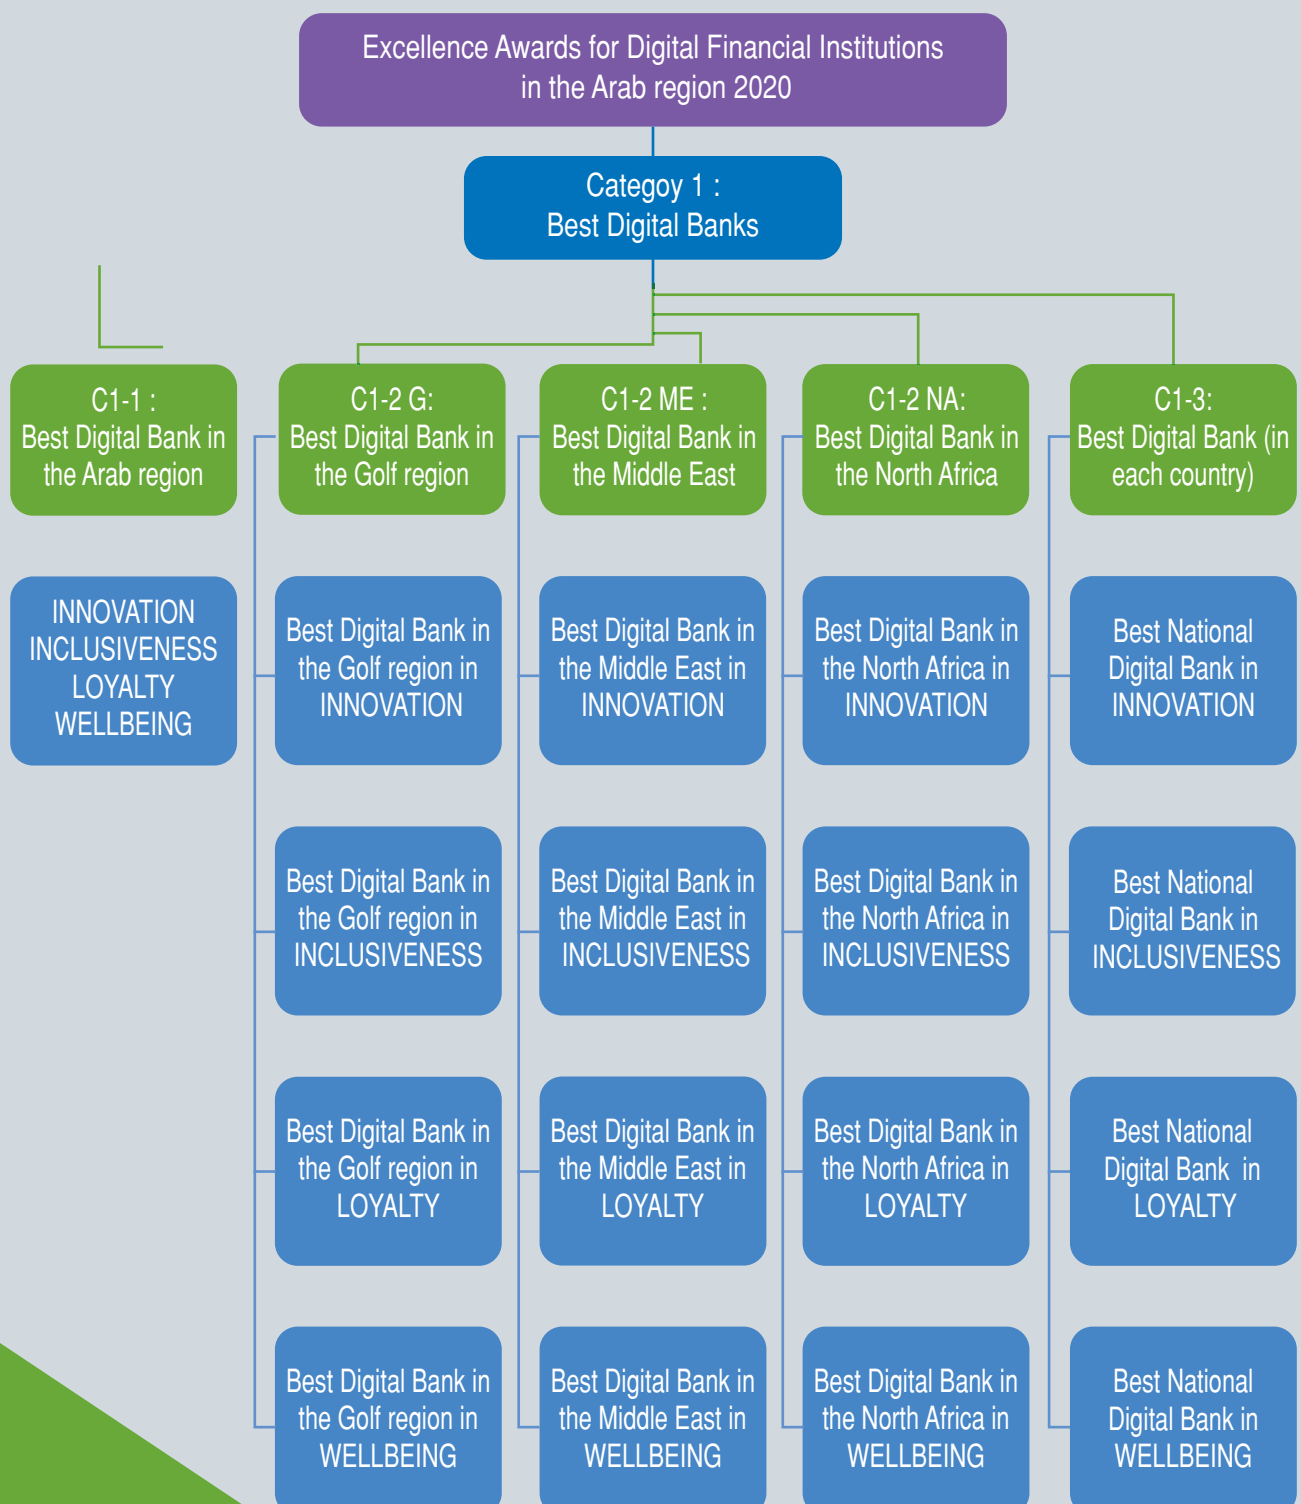 Excellence Awards for Digital Financial Institutions
in the Arab region 2020
Categoy 1 :
Best Digital Banks
C1-1 :
Best Digital Bank in
the Arab region
C1-2 G:
Best Digital Bank in
the Golf region
C1-2 ME :
Best Digital Bank in
the Middle East
C1-2 NA:
Best Digital Bank in
the North Africa
C1-3:
Best Digital Bank (in
each country)
INNOVATION
INCLUSIVENESS
LOYALTY
WELLBEING
Best Digital Bank in
the Golf region in
INNOVATION
Best Digital Bank in
the Middle East in
INNOVATION
Best Digital Bank in
the North Africa in
INNOVATION
Best National
Digital Bank in
INNOVATION
Best Digital Bank in
the Golf region in
INCLUSIVENESS
Best Digital Bank in
the Middle East in
INCLUSIVENESS
Best Digital Bank in
the North Africa in
INCLUSIVENESS
Best National
Digital Bank in
INCLUSIVENESS
Best Digital Bank in
the Golf region in
LOYALTY
Best Digital Bank in
the Middle East in
LOYALTY
Best Digital Bank in
the North Africa in
LOYALTY
Best National
Digital Bank  in
LOYALTY
Best Digital Bank in
the Golf region in
WELLBEING
Best Digital Bank in
the Middle East in
WELLBEING
Best Digital Bank in
the North Africa in
WELLBEING
Best National
Digital Bank in
WELLBEING